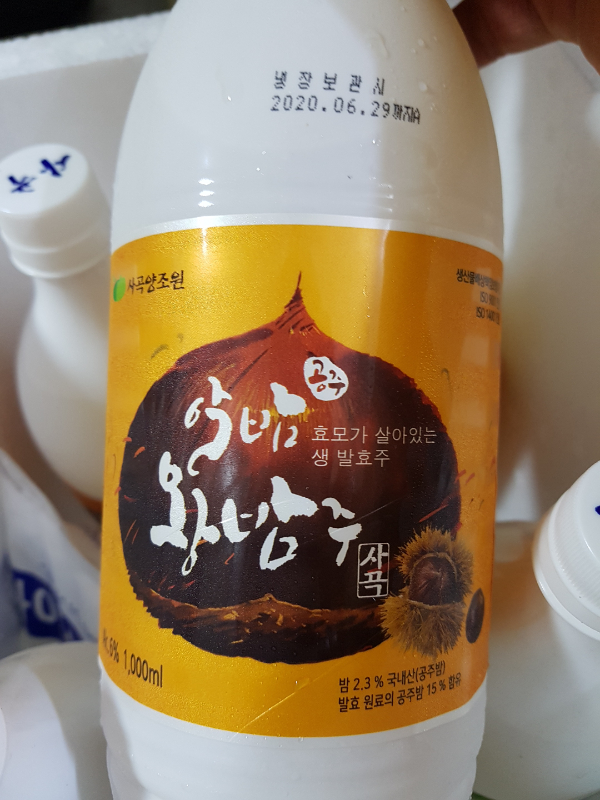 냉장보관시
2020.06.29까지A
사곡양조원
공주
알밤
효모가 살아있는
생 발효주
왕밤주
사곡
6% 1,000ml
밤 2.3 % 국내산(공주밤)
발효 원료의 공주밤 15 % 함유